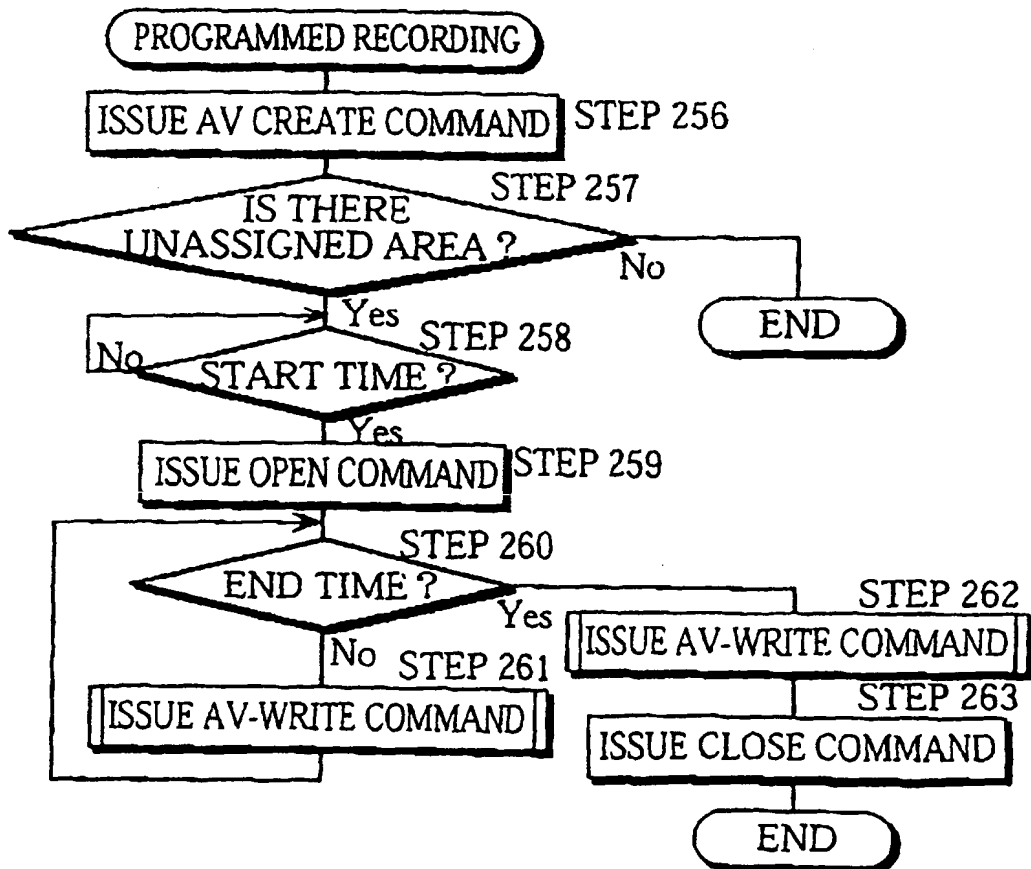 PROGRAMMED RECORDING
ISSUE AV CREATE COMMAND
STEP 256
STEP 257
IS THERE
UNASSIGNED AREA ?
No
Yes
END
STEP 258
No
START TIME ?
Yes
ISSUE OPEN COMMAND
STEP 259
STEP 260
END TIME ?
Yes
No
STEP 261
ISSUE AV-WRITE COMMAND
STEP 262
ISSUE AV-WRITE COMMAND
STEP 263
ISSUE CLOSE COMMAND
END